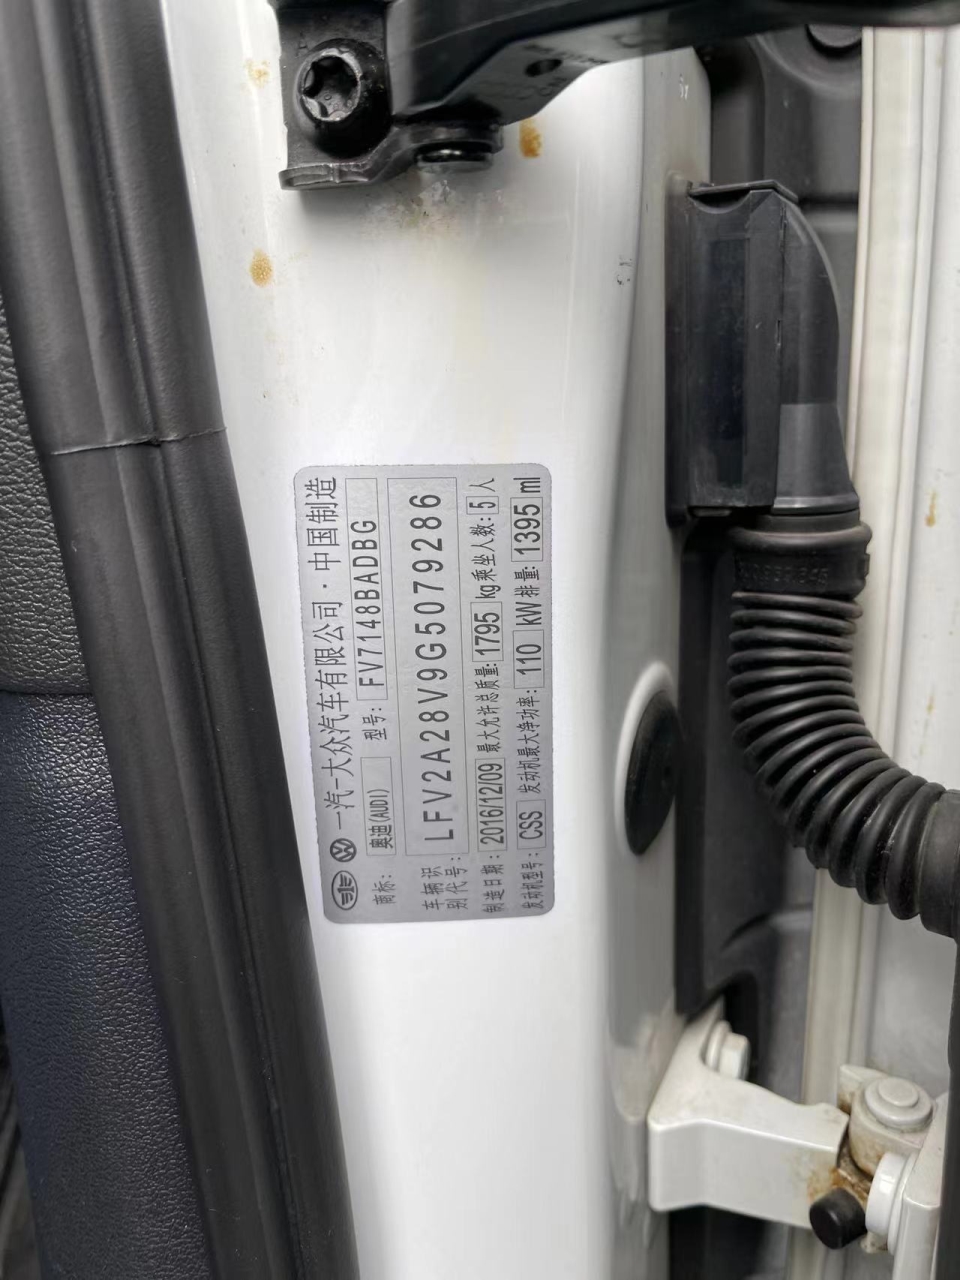 一汽-大众汽车有限公司·中国制造
商标: 奥迪(AUDI) 型号: FV7148BADBG
车辆识别代号: LFV2A28V9G5079286
制造日期: 2016/12/09 最大允许总质量: 1795 kg 乘坐人数: 5 人
发动机型号: CSS 发动机最大净功率: 110 kW 排量: 1395 ml